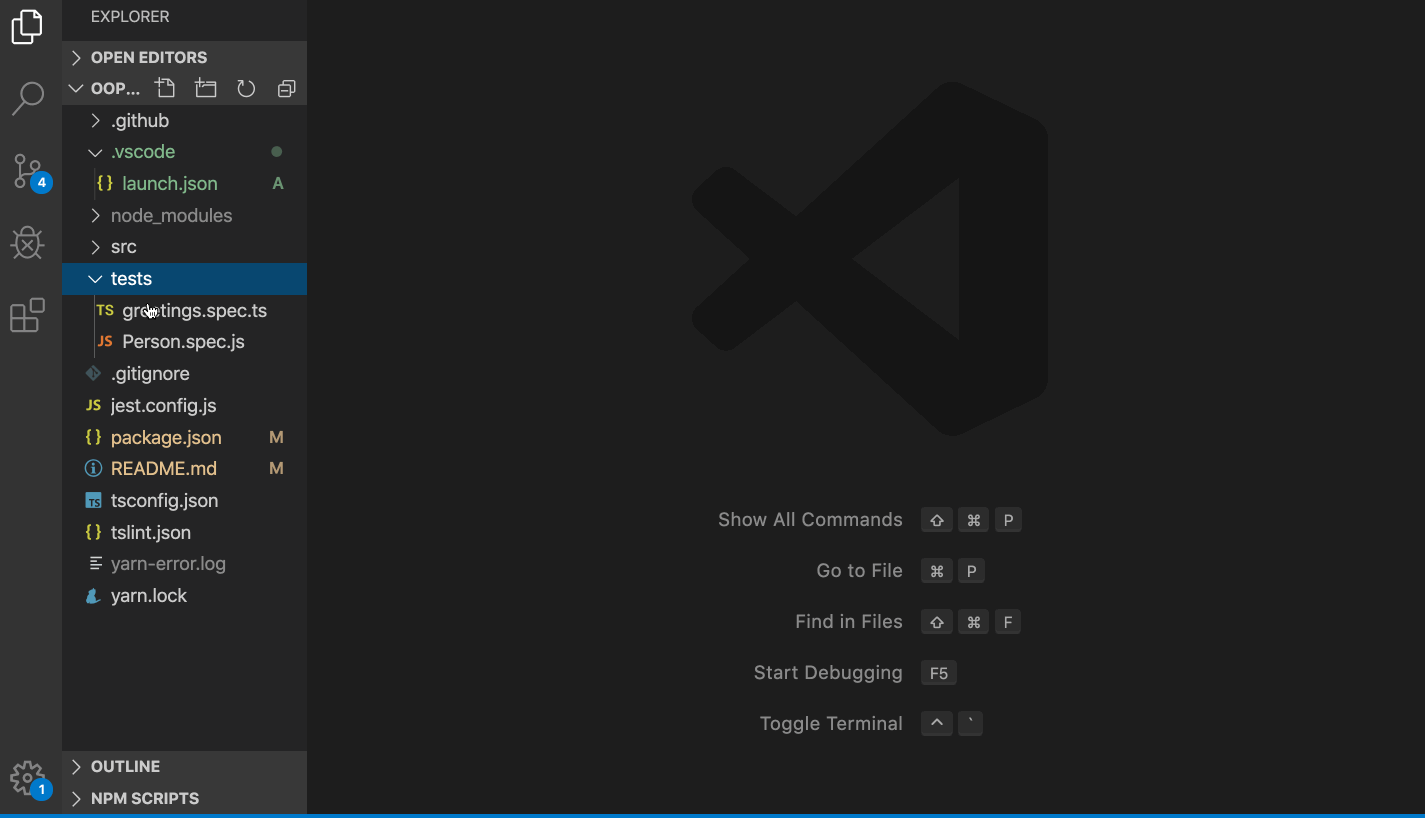 EXPLORER
OPEN EDITORS
OOP...
.github
.vscode
{} launch.json A
node_modules
src
tests
TS greetings.spec.ts
JS Person.spec.js
.gitignore
JS jest.config.js
{} package.json M
README.md M
TS tsconfig.json
{} tslint.json
yarn-error.log
yarn.lock
OUTLINE
NPM SCRIPTS
4
1
Show All Commands ⇧ ⌘ P
Go to File ⌘ P
Find in Files ⇧ ⌘ F
Start Debugging F5
Toggle Terminal ^ `